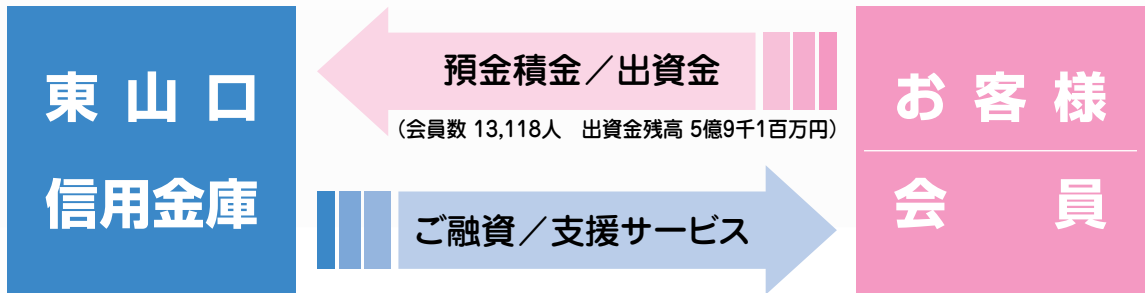 東山口
信用金庫
預金積金／出資金
（会員数 13,118人　出資金残高 5億9千1百万円）
ご融資／支援サービス
お客様
会員